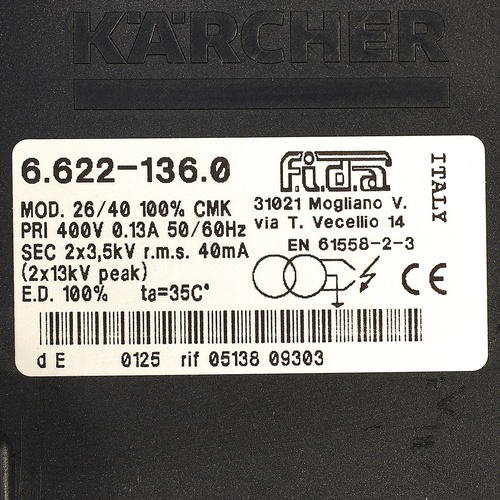 KÄRCHER
6.622-136.0
f.i.d.a
ITALY
MOD. 26/40 100% CMK
31021 Mogliano V.
PRI 400V 0.13A 50/60Hz
via T. Vecellio 14
SEC 2x3,5kV r.m.s. 40mA
EN 61558-2-3
(2x13kV peak)
E.D. 100% ta=35C°
CE
d E 0125 rif 05138 09303